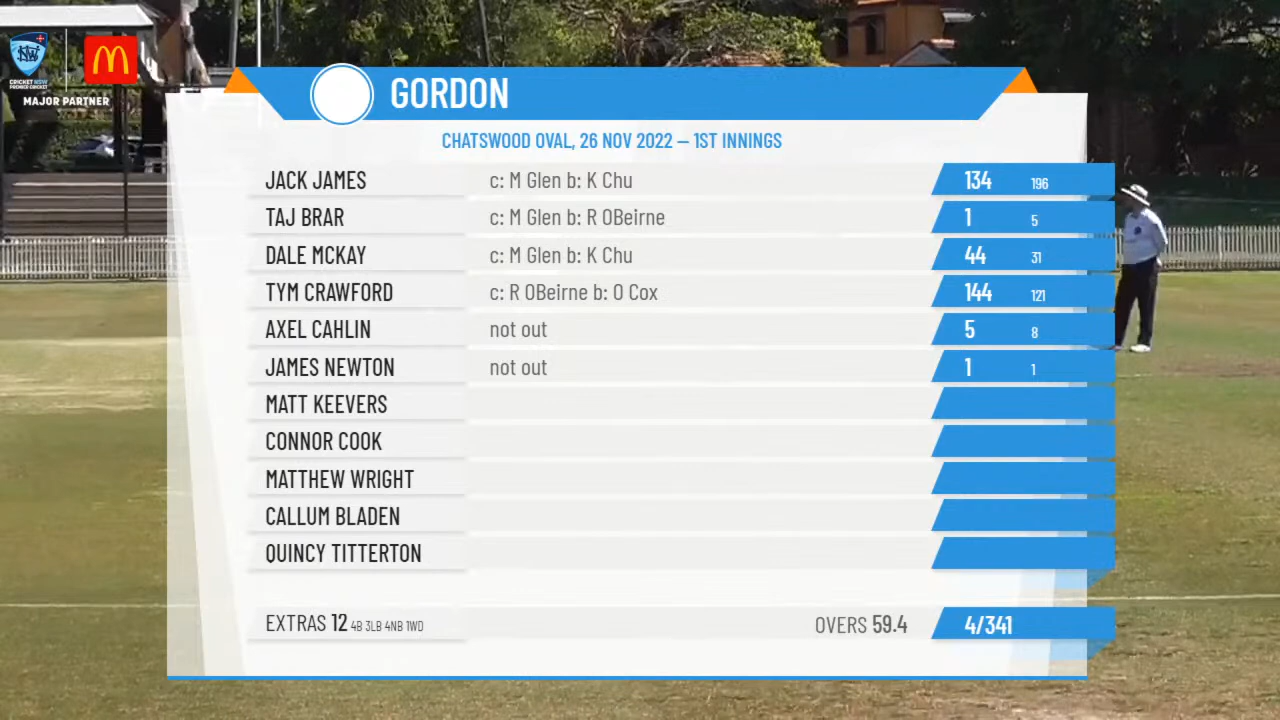 CRICKET NSW
PREMIER CRICKET
MAJOR PARTNER
GORDON
CHATSWOOD OVAL, 26 NOV 2022 – 1ST INNINGS
JACK JAMES c: M Glen b: K Chu 134 196
TAJ BRAR c: M Glen b: R OBeirne 1 5
DALE MCKAY c: M Glen b: K Chu 44 31
TYM CRAWFORD c: R OBeirne b: O Cox 144 121
AXEL CAHLIN not out 5 8
JAMES NEWTON not out 1 1
MATT KEEVERS
CONNOR COOK
MATTHEW WRIGHT
CALLUM BLADEN
QUINCY TITTERTON
EXTRAS 12 4B 3LB 4NB 1WD OVERS 59.4 4/341